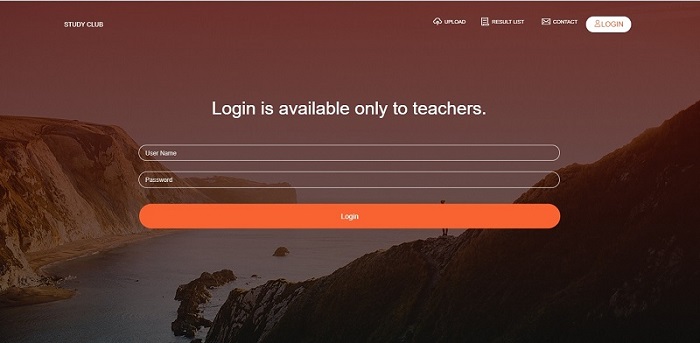 STUDY CLUB
UPLOAD
RESULT LIST
CONTACT
LOGIN
Login is available only to teachers.
User Name
Password
Login